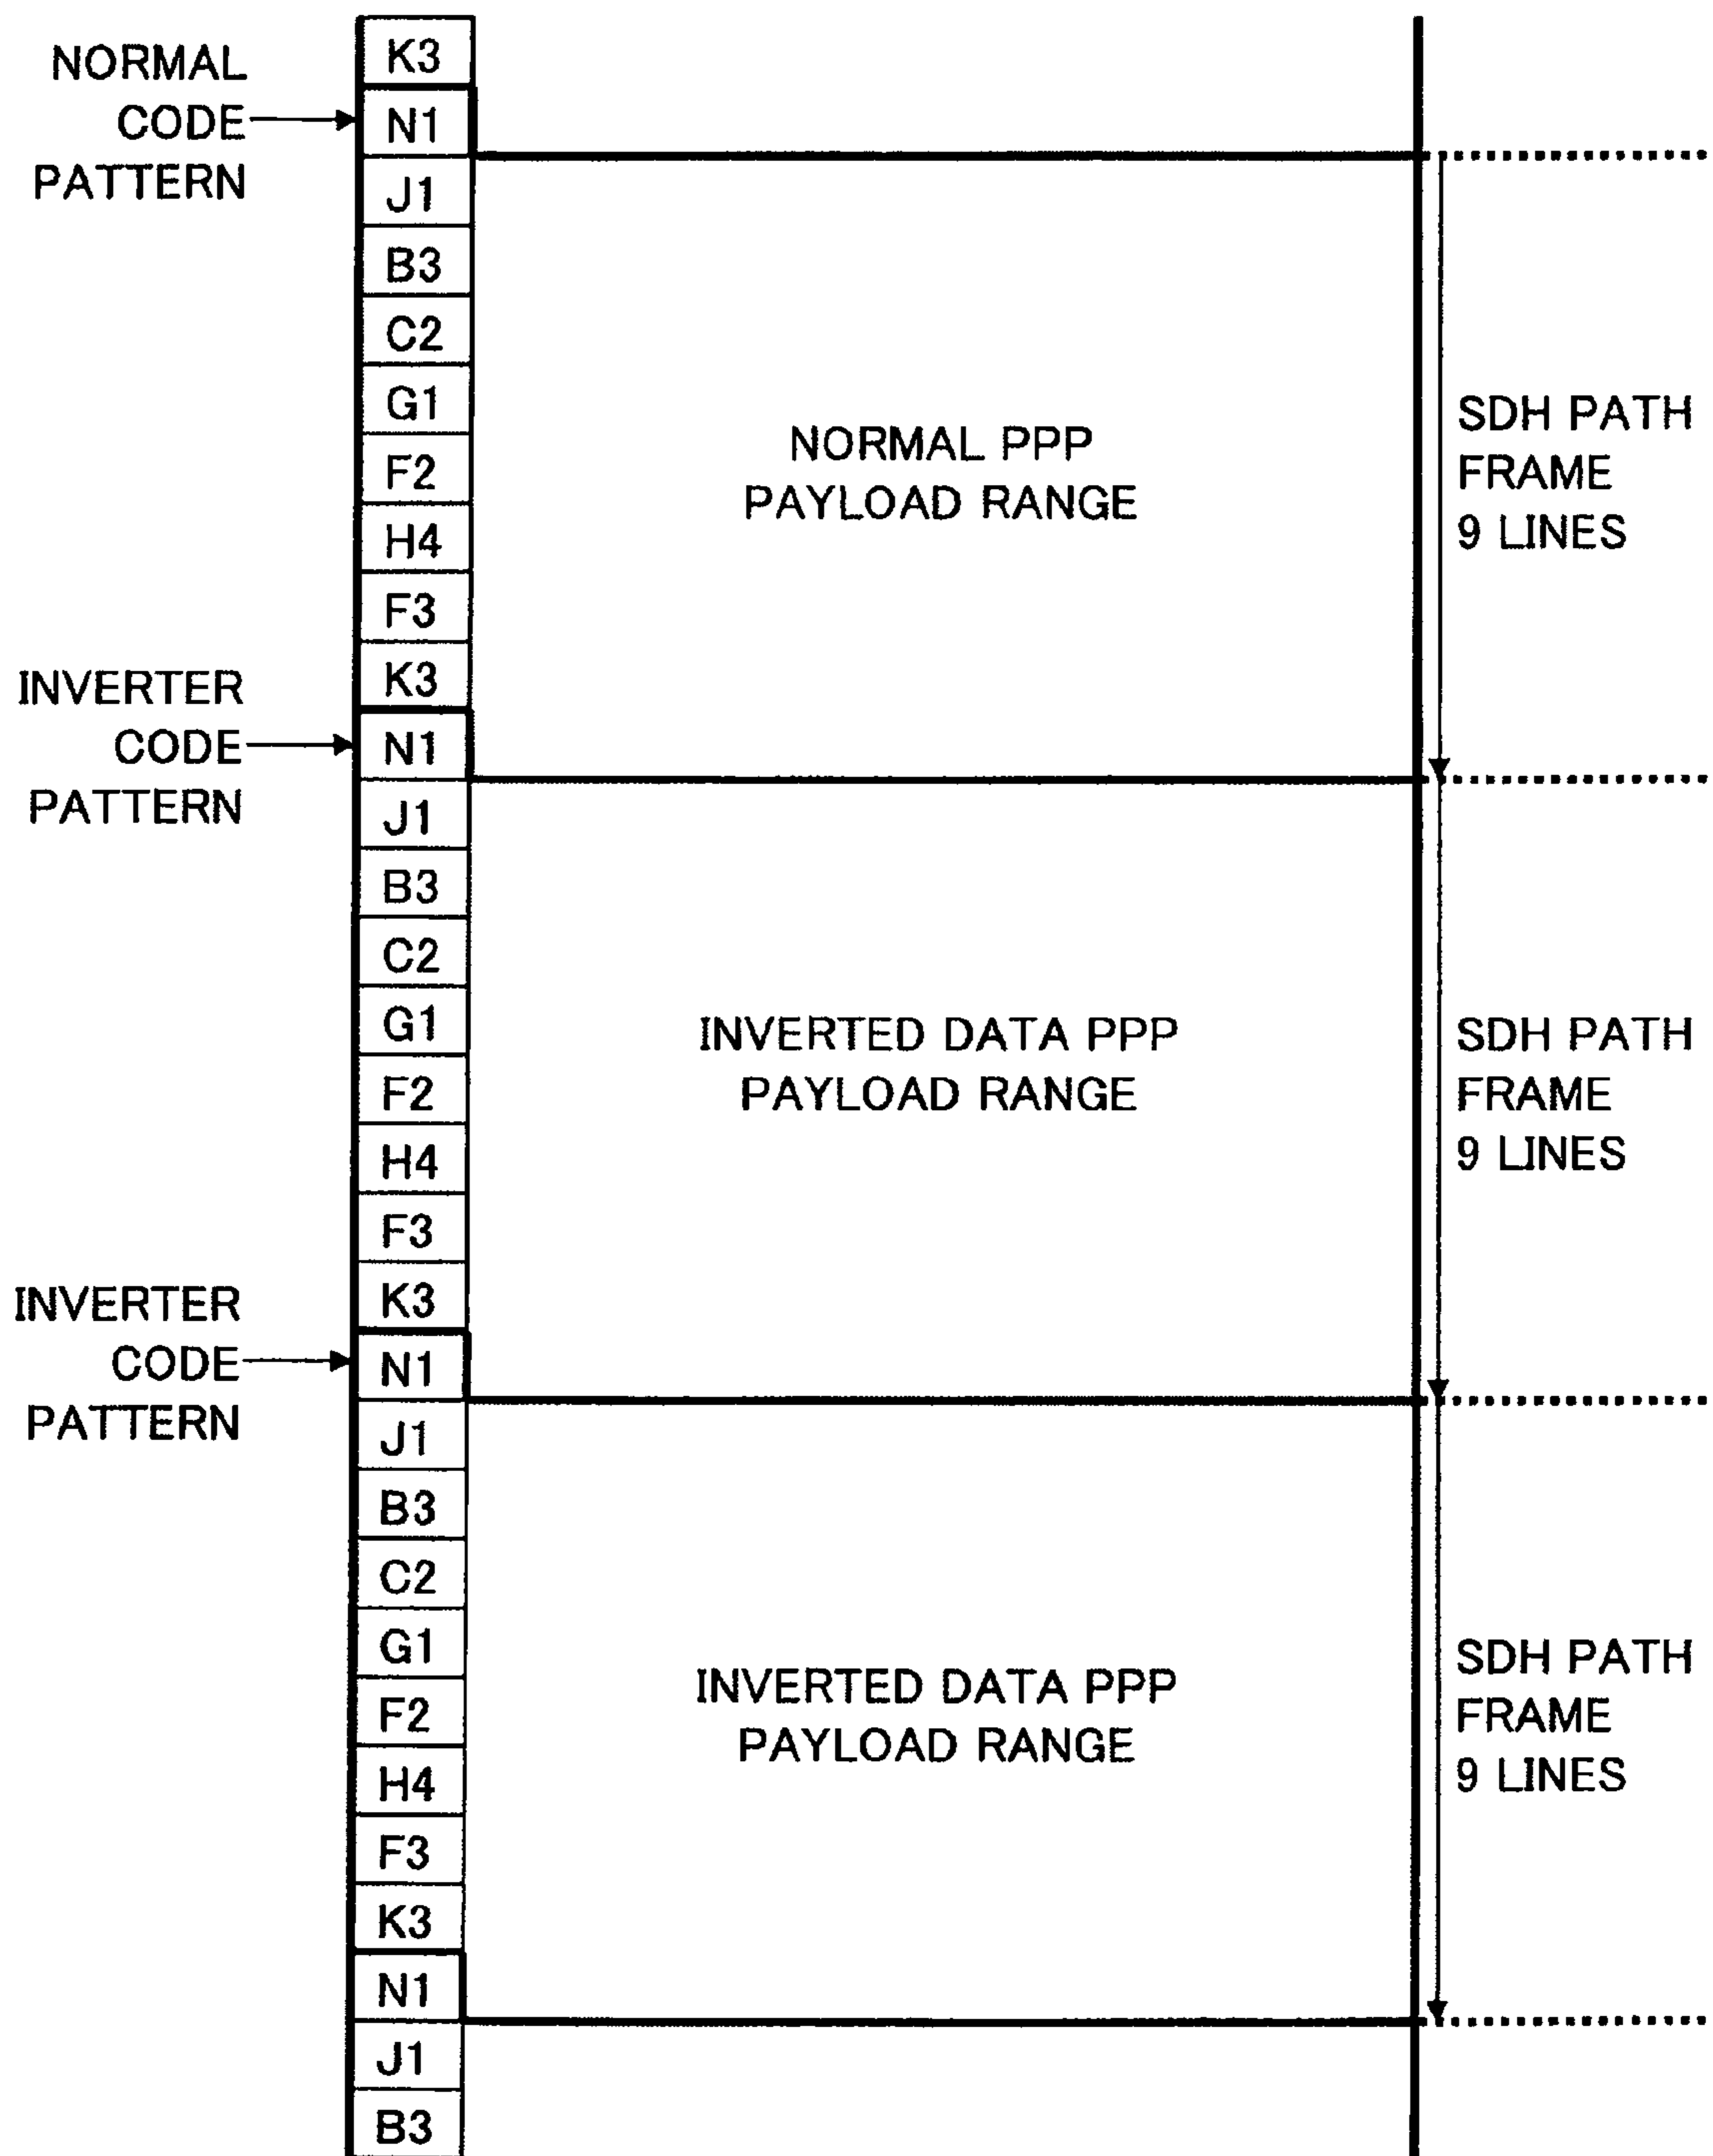 NORMAL
CODE
PATTERN
K3
N1
J1
B3
C2
G1
F2
H4
F3
K3
NORMAL PPP
PAYLOAD RANGE
SDH PATH
FRAME
9 LINES
INVERTER
CODE
PATTERN
N1
J1
B3
C2
G1
F2
H4
F3
K3
INVERTED DATA PPP
PAYLOAD RANGE
SDH PATH
FRAME
9 LINES
INVERTER
CODE
PATTERN
N1
J1
B3
C2
G1
F2
H4
F3
K3
N1
J1
B3
INVERTED DATA PPP
PAYLOAD RANGE
SDH PATH
FRAME
9 LINES